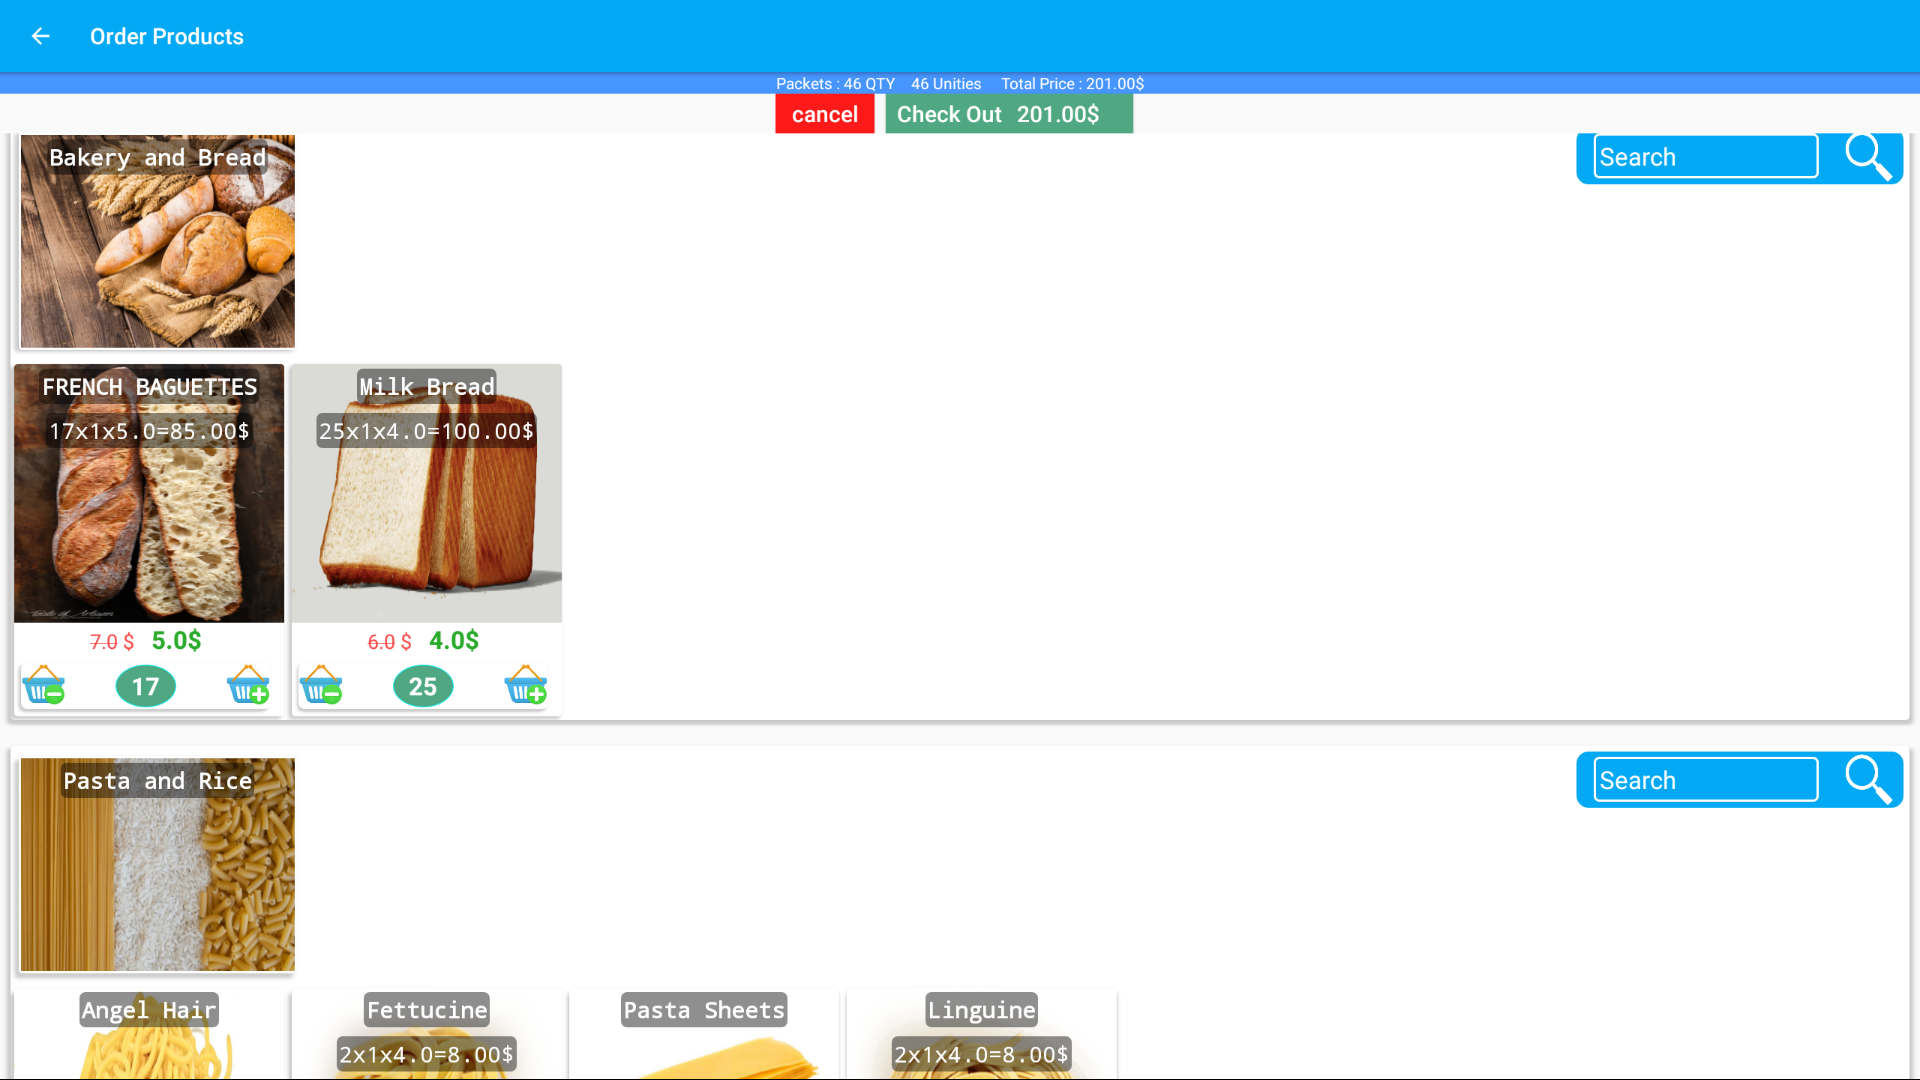 Order Products
Packets : 46 QTY 46 Unities Total Price : 201.00$
cancel Check Out 201.00$
Bakery and Bread
Search
FRENCH BAGUETTES
17x1x5.0=85.00$
7.0 $ 5.0$
17
Milk Bread
25x1x4.0=100.00$
6.0 $ 4.0$
25
Pasta and Rice
Search
Angel Hair
Fettucine
2x1x4.0=8.00$
Pasta Sheets
Linguine
2x1x4.0=8.00$